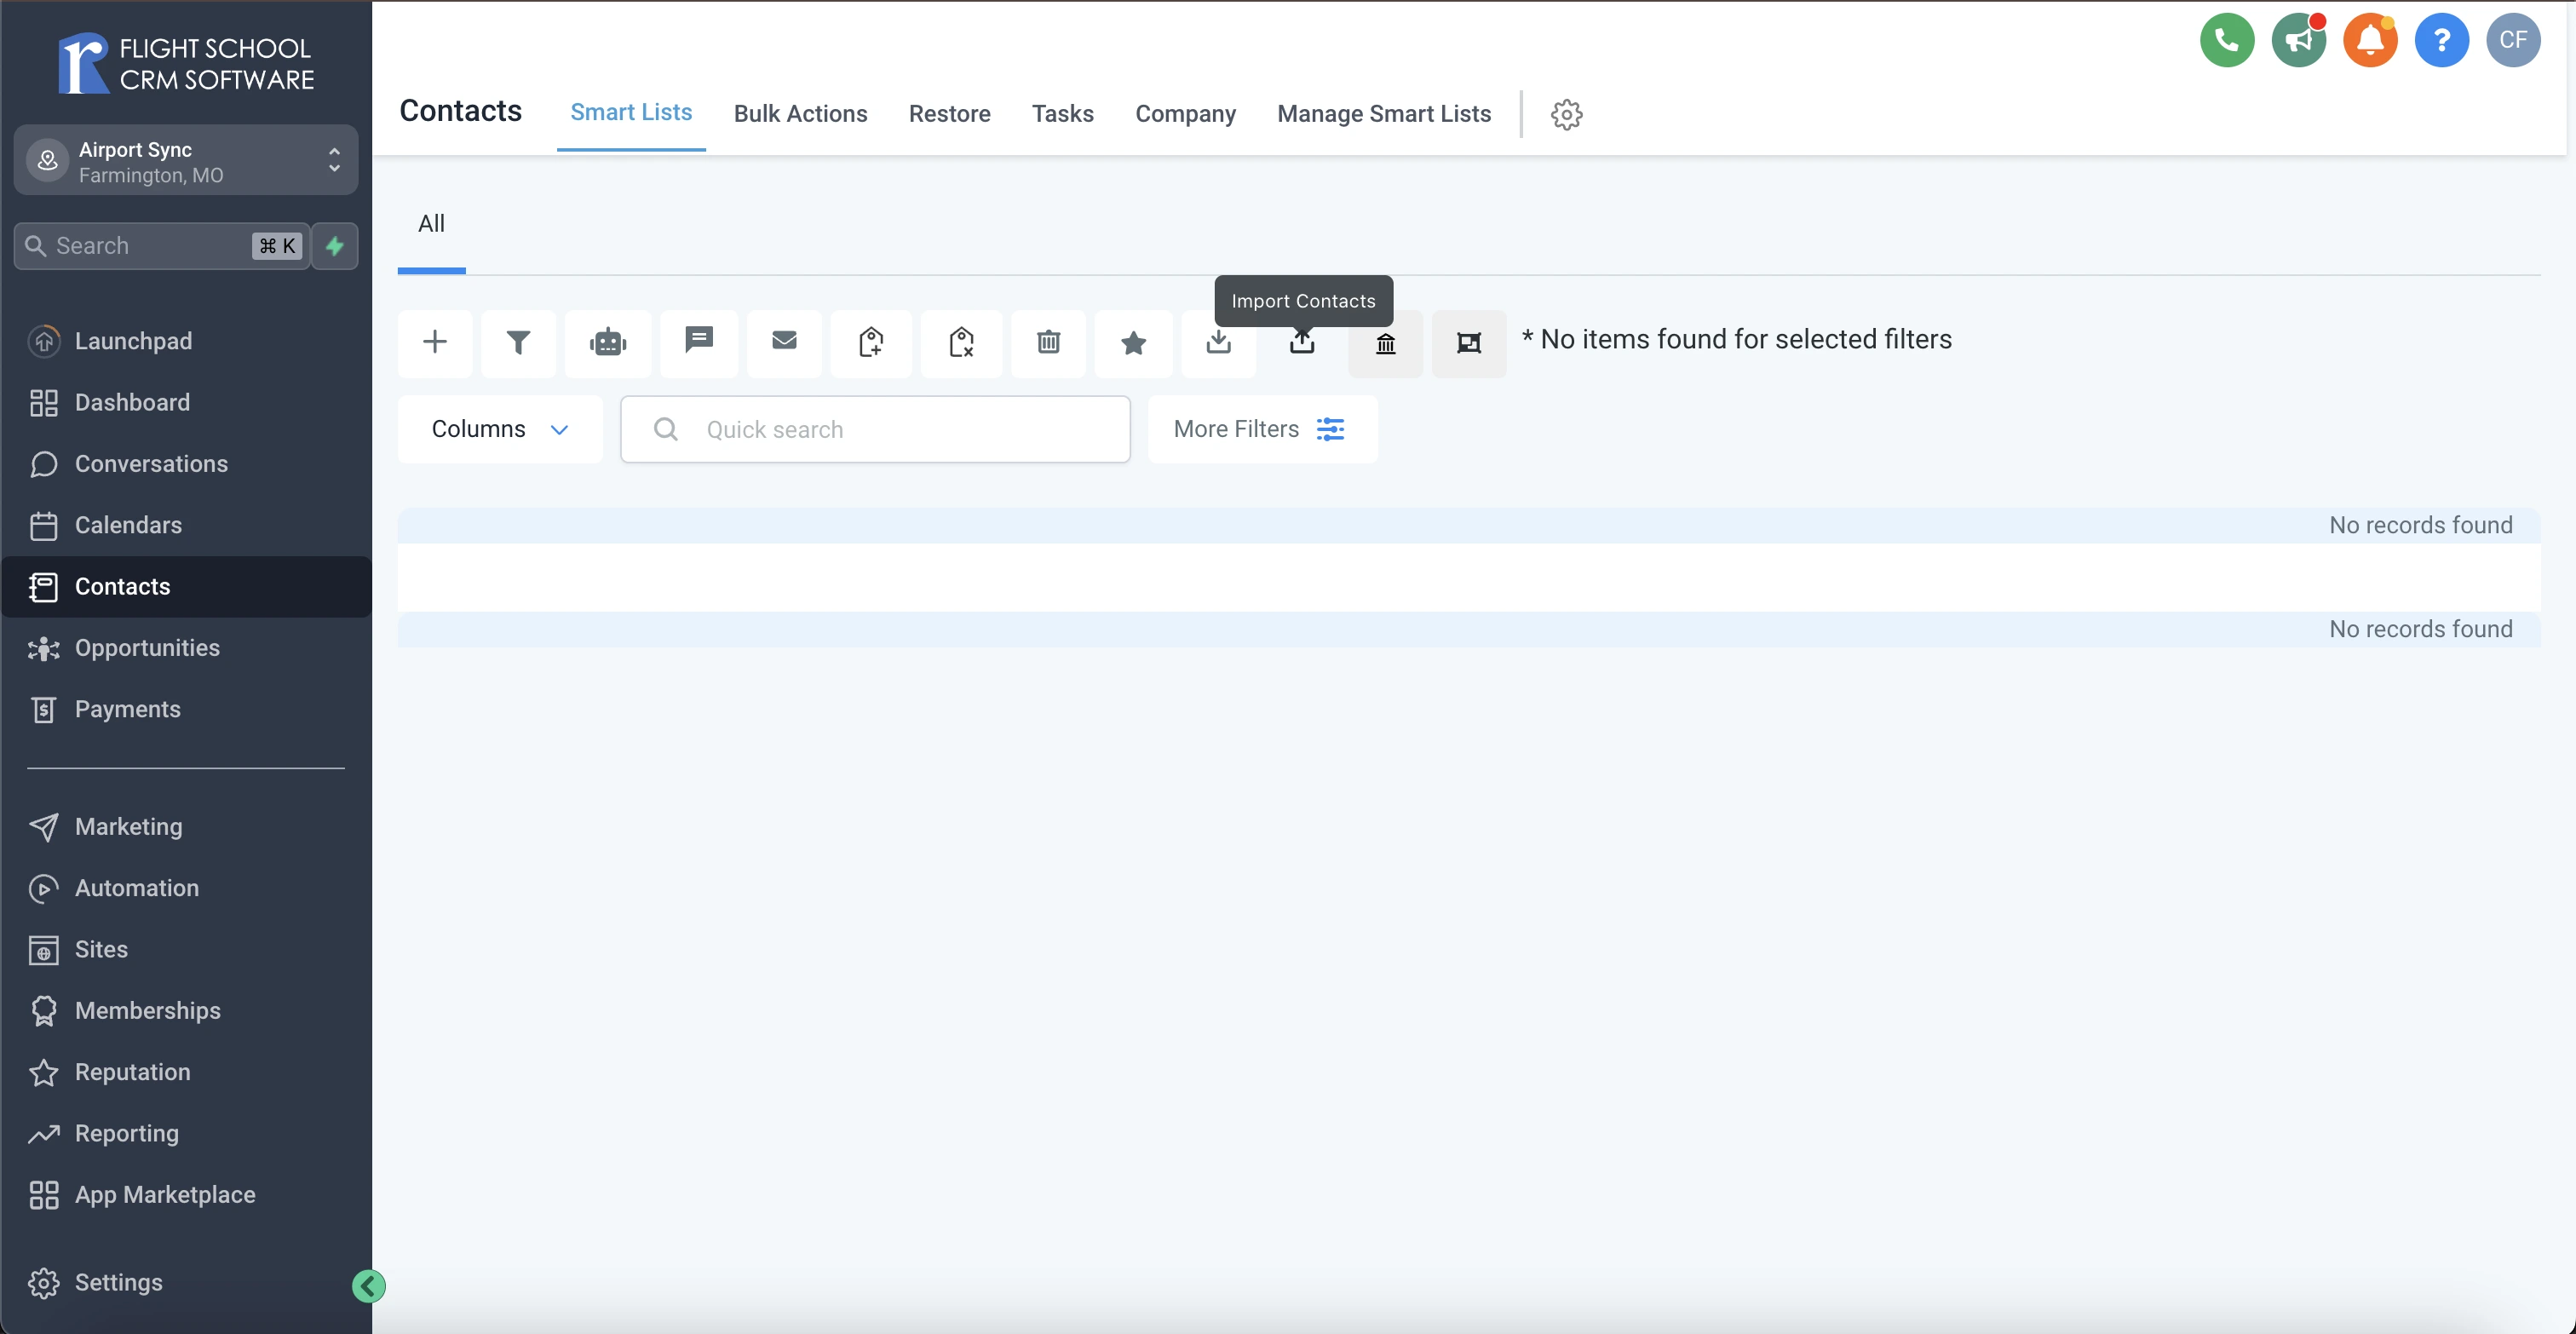 FLIGHT SCHOOL
CRM SOFTWARE
Airport Sync
Farmington, MO
Search
⌘ K
Launchpad
Dashboard
Conversations
Calendars
Contacts
Opportunities
Payments
Marketing
Automation
Sites
Memberships
Reputation
Reporting
App Marketplace
Settings
CF
Contacts Smart Lists Bulk Actions Restore Tasks Company Manage Smart Lists
All
Import Contacts
* No items found for selected filters
Columns Quick search More Filters
No records found
No records found